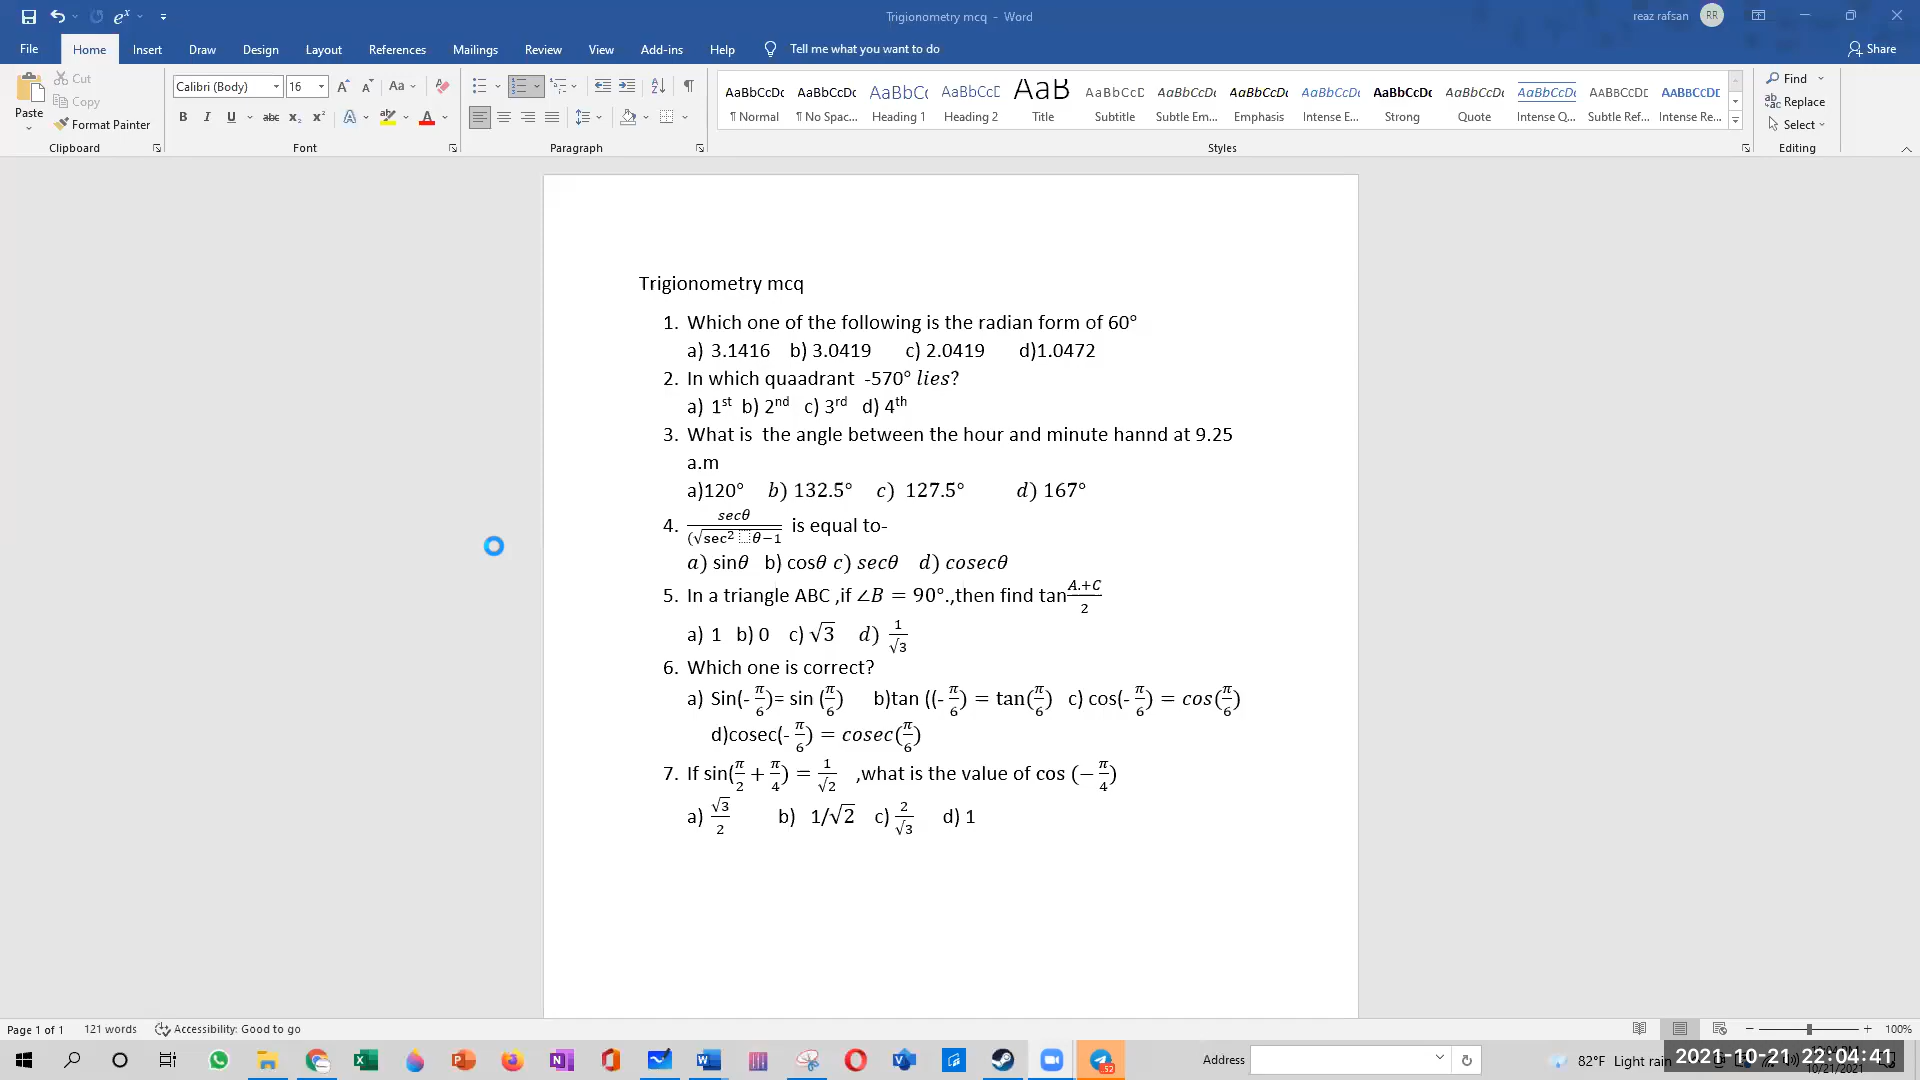 Trigionometry mcq - Word
reaz rafsan RR
File Home Insert Draw Design Layout References Mailings Review View Add-ins Help Tell me what you want to do Share
Paste Cut Copy Format Painter
Calibri (Body) 16
AaBbCcDc AaBbCcDc AaBbC AaBbCcD AaB AaBbCcD AaBbCcDc AaBbCcDc AaBbCcDc AaBbCcDc AaBbCcDc AaBbCcDc AABBCCDE AABBCCDE
¶ Normal ¶ No Spac... Heading 1 Heading 2 Title Subtitle Subtle Em... Emphasis Intense E... Strong Quote Intense Q... Subtle Ref... Intense Re...
Find
Replace
Select
Clipboard Font Paragraph Styles Editing
Trigionometry mcq
1. Which one of the following is the radian form of 60°
a) 3.1416 b) 3.0419 c) 2.0419 d)1.0472
2. In which quaadrant -570° lies?
a) 1st b) 2nd c) 3rd d) 4th
3. What is the angle between the hour and minute hannd at 9.25
a.m
a)120° b) 132.5° c) 127.5° d) 167°
4. secθ/(√sec² θ−1 is equal to-
a) sinθ b) cosθ c) secθ d) cosecθ
5. In a triangle ABC ,if ∠B = 90°.,then find tan A.+C/2
a) 1 b) 0 c) √3 d) 1/√3
6. Which one is correct?
a) Sin(- π/6)= sin (π/6) b)tan ((- π/6) = tan(π/6) c) cos(- π/6) = cos(π/6)
d)cosec(- π/6) = cosec(π/6)
7. If sin(π/2 + π/4) = 1/√2 ,what is the value of cos (− π/4)
a) √3/2 b) 1/√2 c) 2/√3 d) 1
Page 1 of 1 121 words Accessibility: Good to go 100%
Address 82°F Light rain
2021-10-21 22:04:41
10/21/2021